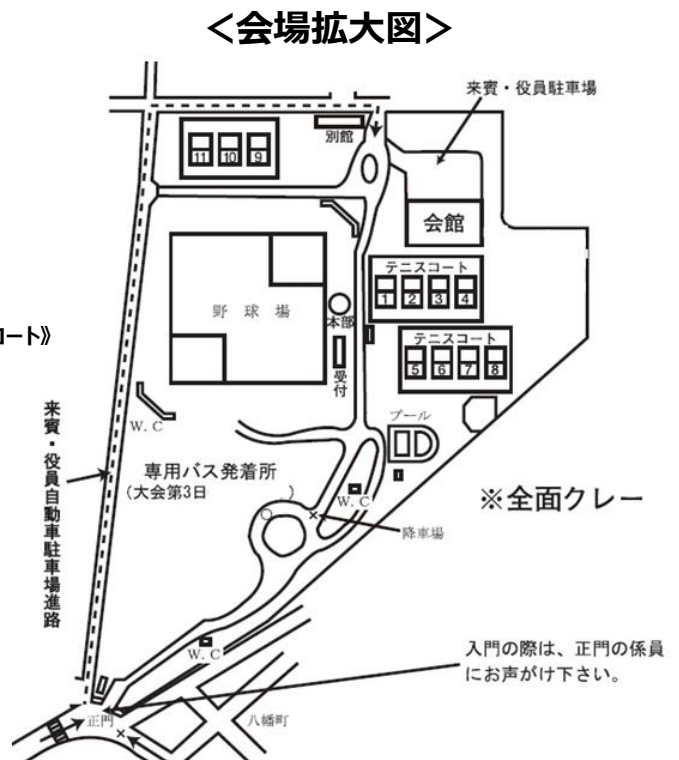 ＜会場拡大図＞
来賓・役員駐車場
別館
11 10 9
会館
テニスコート
1 2 3 4
野球場
本部
テニスコート
5 6 7 8
ロート》
受付
プール
W.C
来賓・役員自動車駐車場進路
専用バス発着所
（大会第3日　　　　）
W.C
※全面クレー
降車場
W.C
入門の際は、正門の係員
にお声がけ下さい。
正門
八幡町